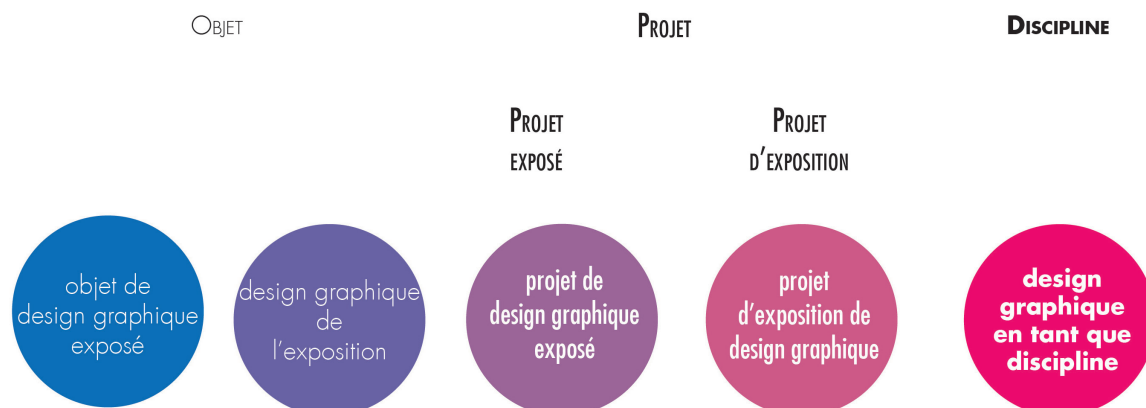 Objet
Projet
Discipline
Projet
exposé
Projet
d'exposition
objet de
design graphique
exposé
design graphique
de
l'exposition
projet de
design graphique
exposé
projet
d'exposition de
design graphique
design
graphique
en tant que
discipline